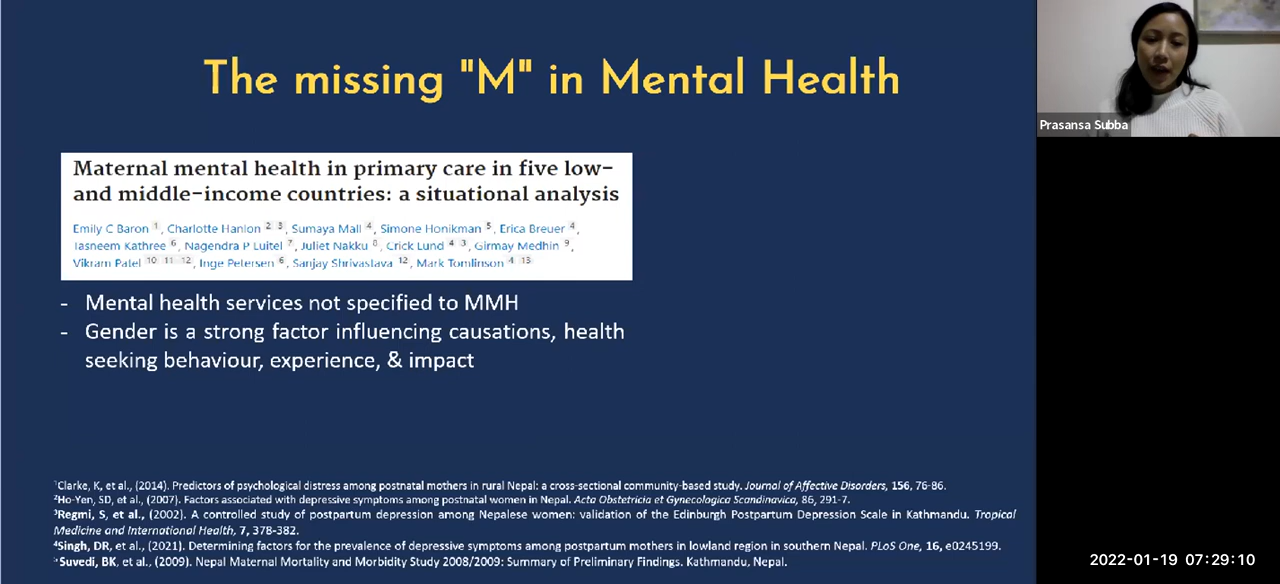 The missing "M" in Mental Health
Prasansa Subba
Maternal mental health in primary care in five low-
and middle-income countries: a situational analysis
Emily C Baron 1, Charlotte Hanlon 2 3, Sumaya Mall 4, Simone Honikman 5, Erica Breuer 4,
Tasneem Kathree 6, Nagendra P Luitel 7, Juliet Nakku 8, Crick Lund 4 3, Girmay Medhin 9,
Vikram Patel 10 11 12, Inge Petersen 6, Sanjay Shrivastava 12, Mark Tomlinson 4 13
- Mental health services not specified to MMH
- Gender is a strong factor influencing causations, health
seeking behaviour, experience, & impact
1Clarke, K, et al., (2014). Predictors of psychological distress among postnatal mothers in rural Nepal: a cross-sectional community-based study. Journal of Affective Disorders, 156, 76-86.
2Ho-Yen, SD, et al., (2007). Factors associated with depressive symptoms among postnatal women in Nepal. Acta Obstetricia et Gynecologica Scandinavica, 86, 291-7.
3Regmi, S, et al., (2002). A controlled study of postpartum depression among Nepalese women: validation of the Edinburgh Postpartum Depression Scale in Kathmandu. Tropical
Medicine and International Health, 7, 378-382.
4Singh, DR, et al., (2021). Determining factors for the prevalence of depressive symptoms among postpartum mothers in lowland region in southern Nepal. PLoS One, 16, e0245199.
5Suvedi, BK, et al., (2009). Nepal Maternal Mortality and Morbidity Study 2008/2009: Summary of Preliminary Findings. Kathmandu, Nepal.
2022-01-19 07:29:10